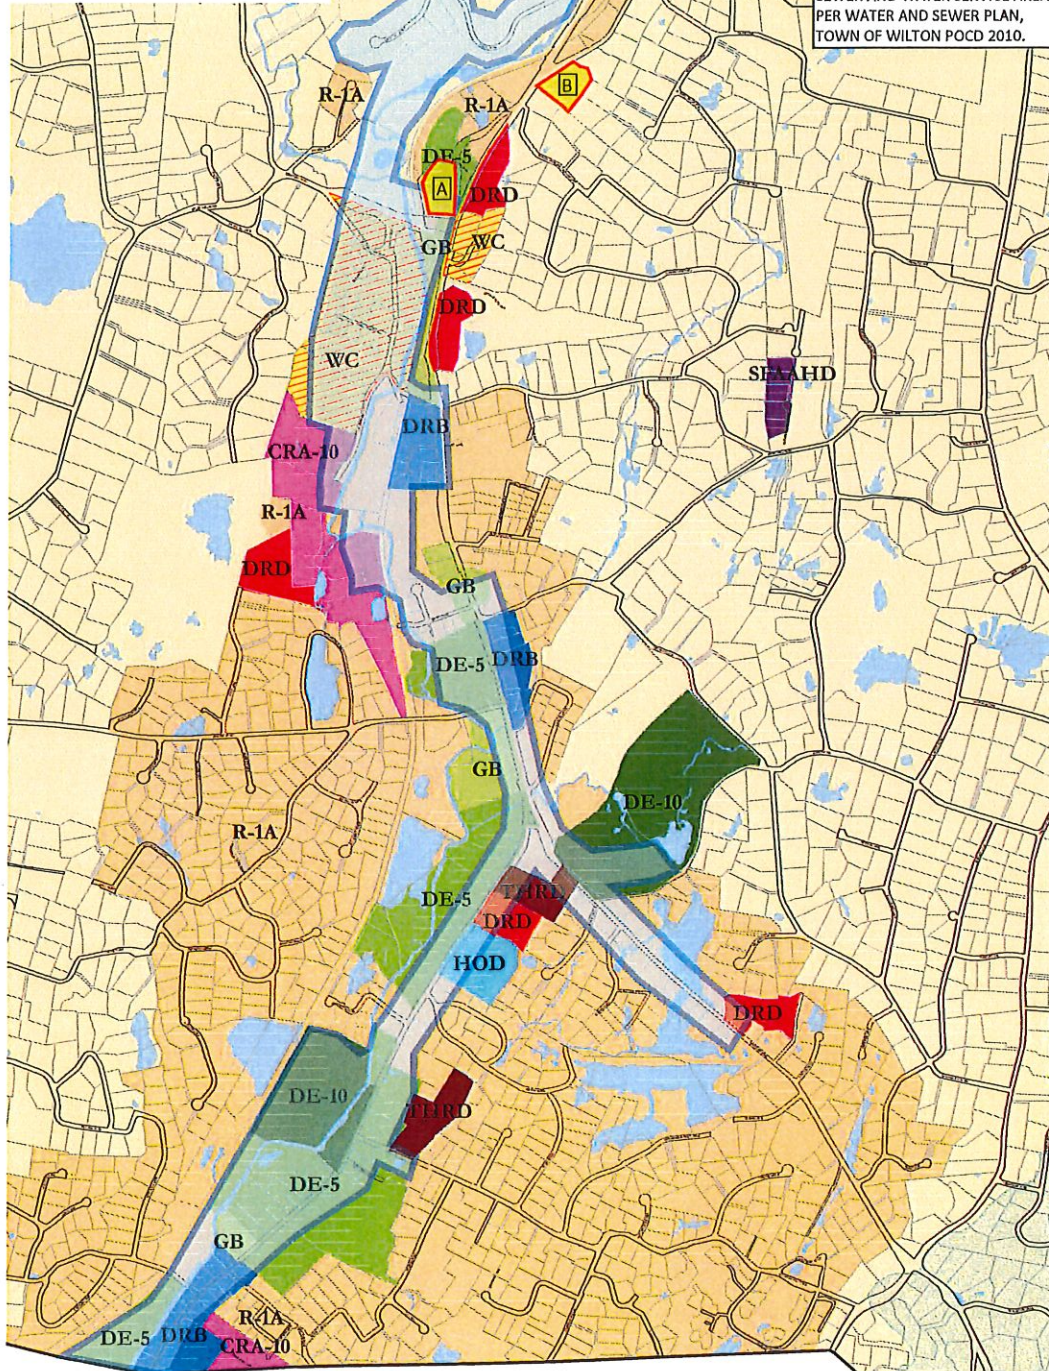 PER WATER AND SEWER PLAN,
TOWN OF WILTON POCD 2010.
B
R-1A
R-1A
DE-5
A
DRD
WC
GB
DRD
WC
SFAAHD
DRB
CRA-10
R-1A
DRD
GB
DE-5
DRB
GB
DE-10
R-1A
DE-5
THRD
DRD
HOD
DRD
DE-10
THRD
DE-5
GB
R-1A
DE-5
DRB
CRA-10